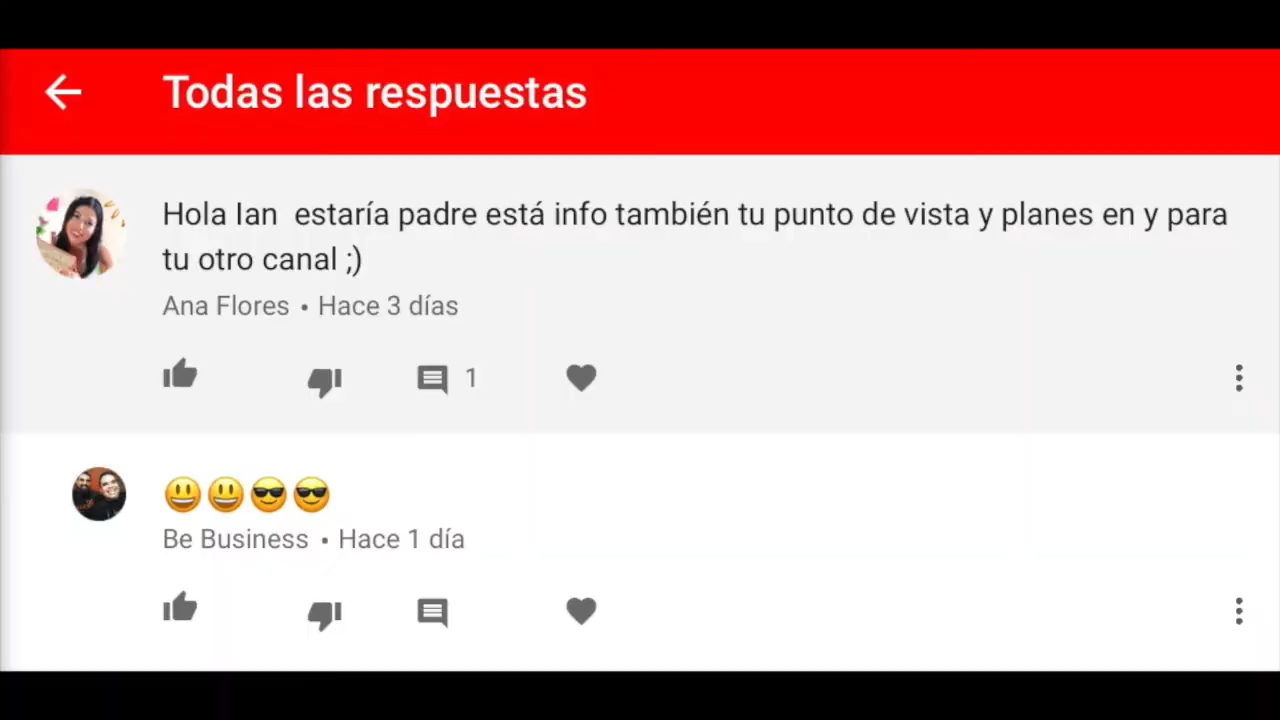 Todas las respuestas
Hola Ian  estaría padre está info también tu punto de vista y planes en y para
tu otro canal ;)
Ana Flores • Hace 3 días
1
😃😃😎😎
Be Business • Hace 1 día